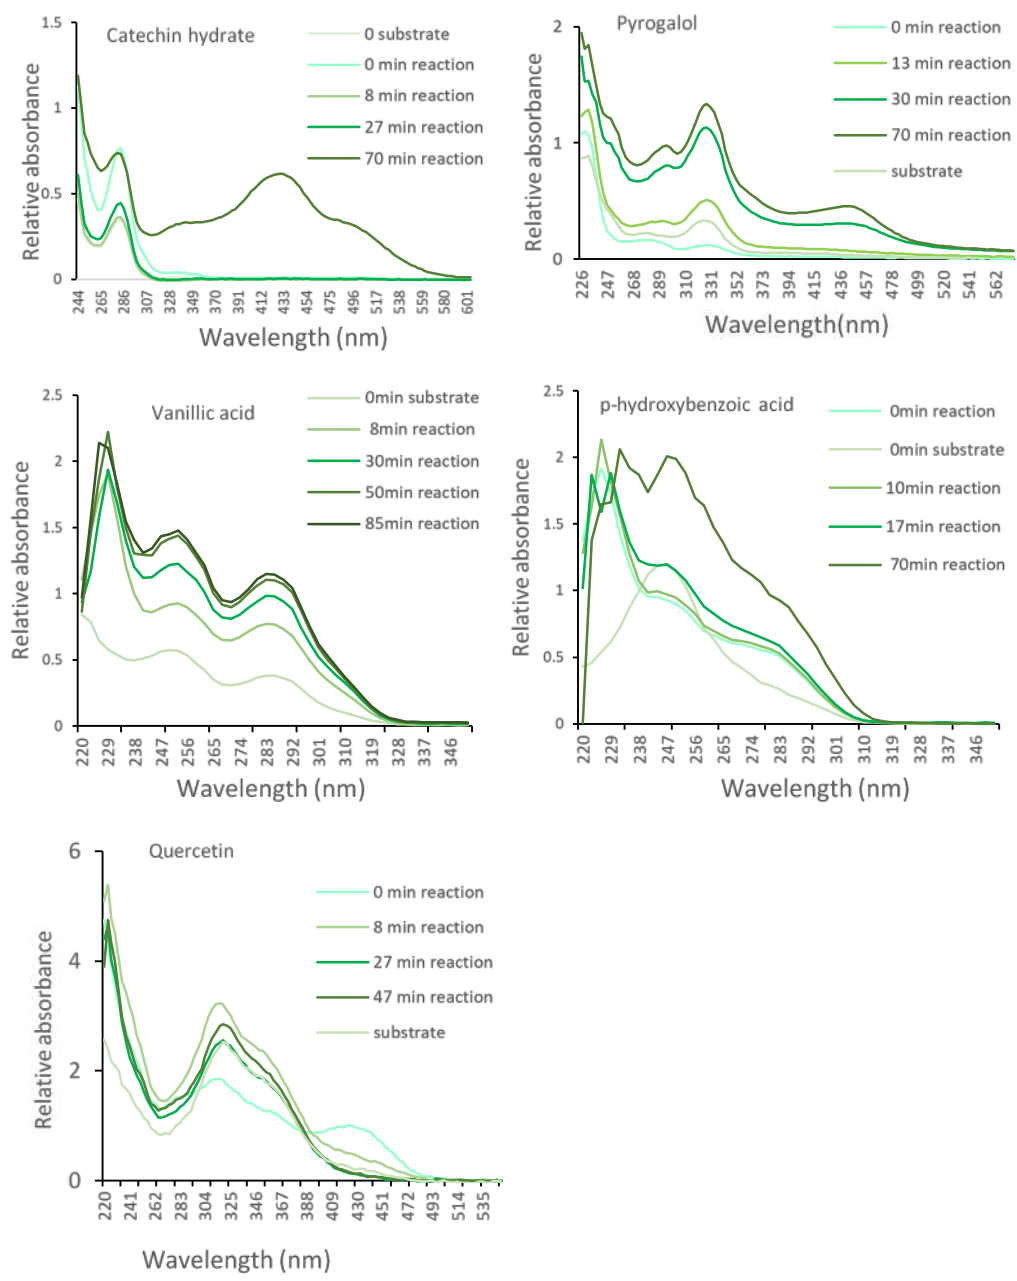 Catechin hydrate
1.5
1
0.5
0
Relative absorbance
0 substrate
0 min reaction
8 min reaction
27 min reaction
70 min reaction
244 265 286 307 328 349 370 391 412 433 454 475 496 517 538 559 580 601
Wavelength (nm)
Pyrogalol
2
1
0
Relative absorbance
0 min reaction
13 min reaction
30 min reaction
70 min reaction
substrate
226 247 268 289 310 331 352 373 394 415 436 457 478 499 520 541 562
Wavelength(nm)
Vanillic acid
2.5
2
1.5
1
0.5
0
Relative absorbance
0min substrate
8min reaction
30min reaction
50min reaction
85min reaction
220 229 238 247 256 265 274 283 292 301 310 319 328 337 346
Wavelength (nm)
p-hydroxybenzoic acid
2.5
2
1.5
1
0.5
0
Relative absorbance
0min reaction
0min substrate
10min reaction
17min reaction
70min reaction
220 229 238 247 256 265 274 283 292 301 310 319 328 337 346
Wavelength (nm)
Quercetin
6
4
2
0
Relative absorbance
0 min reaction
8 min reaction
27 min reaction
47 min reaction
substrate
220 241 262 283 304 325 346 367 388 409 430 451 472 493 514 535
Wavelength (nm)